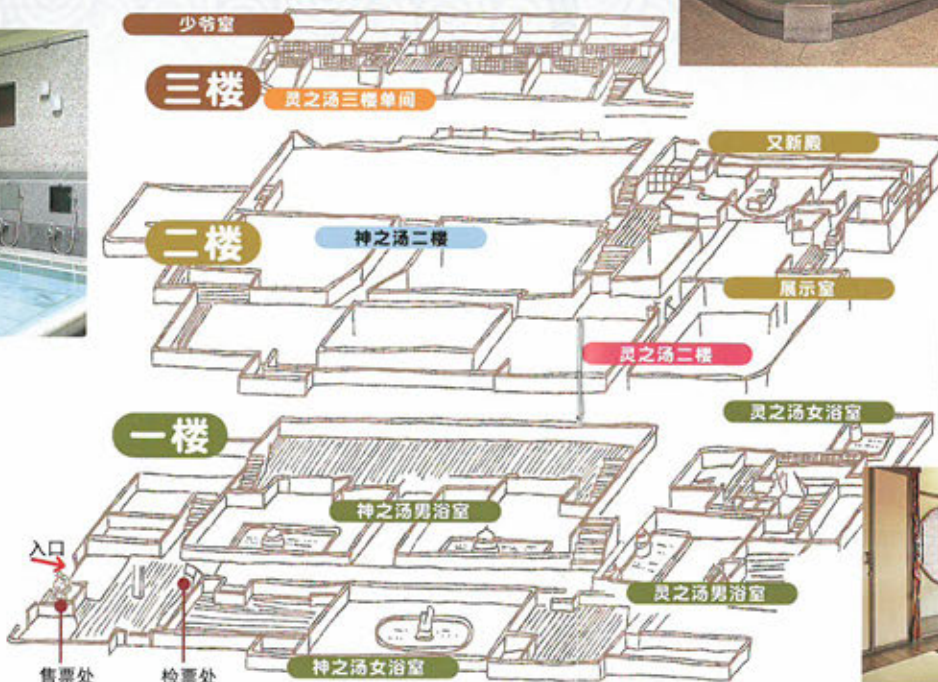 少爷室
三楼
灵之汤三楼单间
又新殿
二楼
神之汤二楼
展示室
灵之汤二楼
一楼
灵之汤女浴室
神之汤男浴室
入口
灵之汤男浴室
神之汤女浴室
售票处
检票处